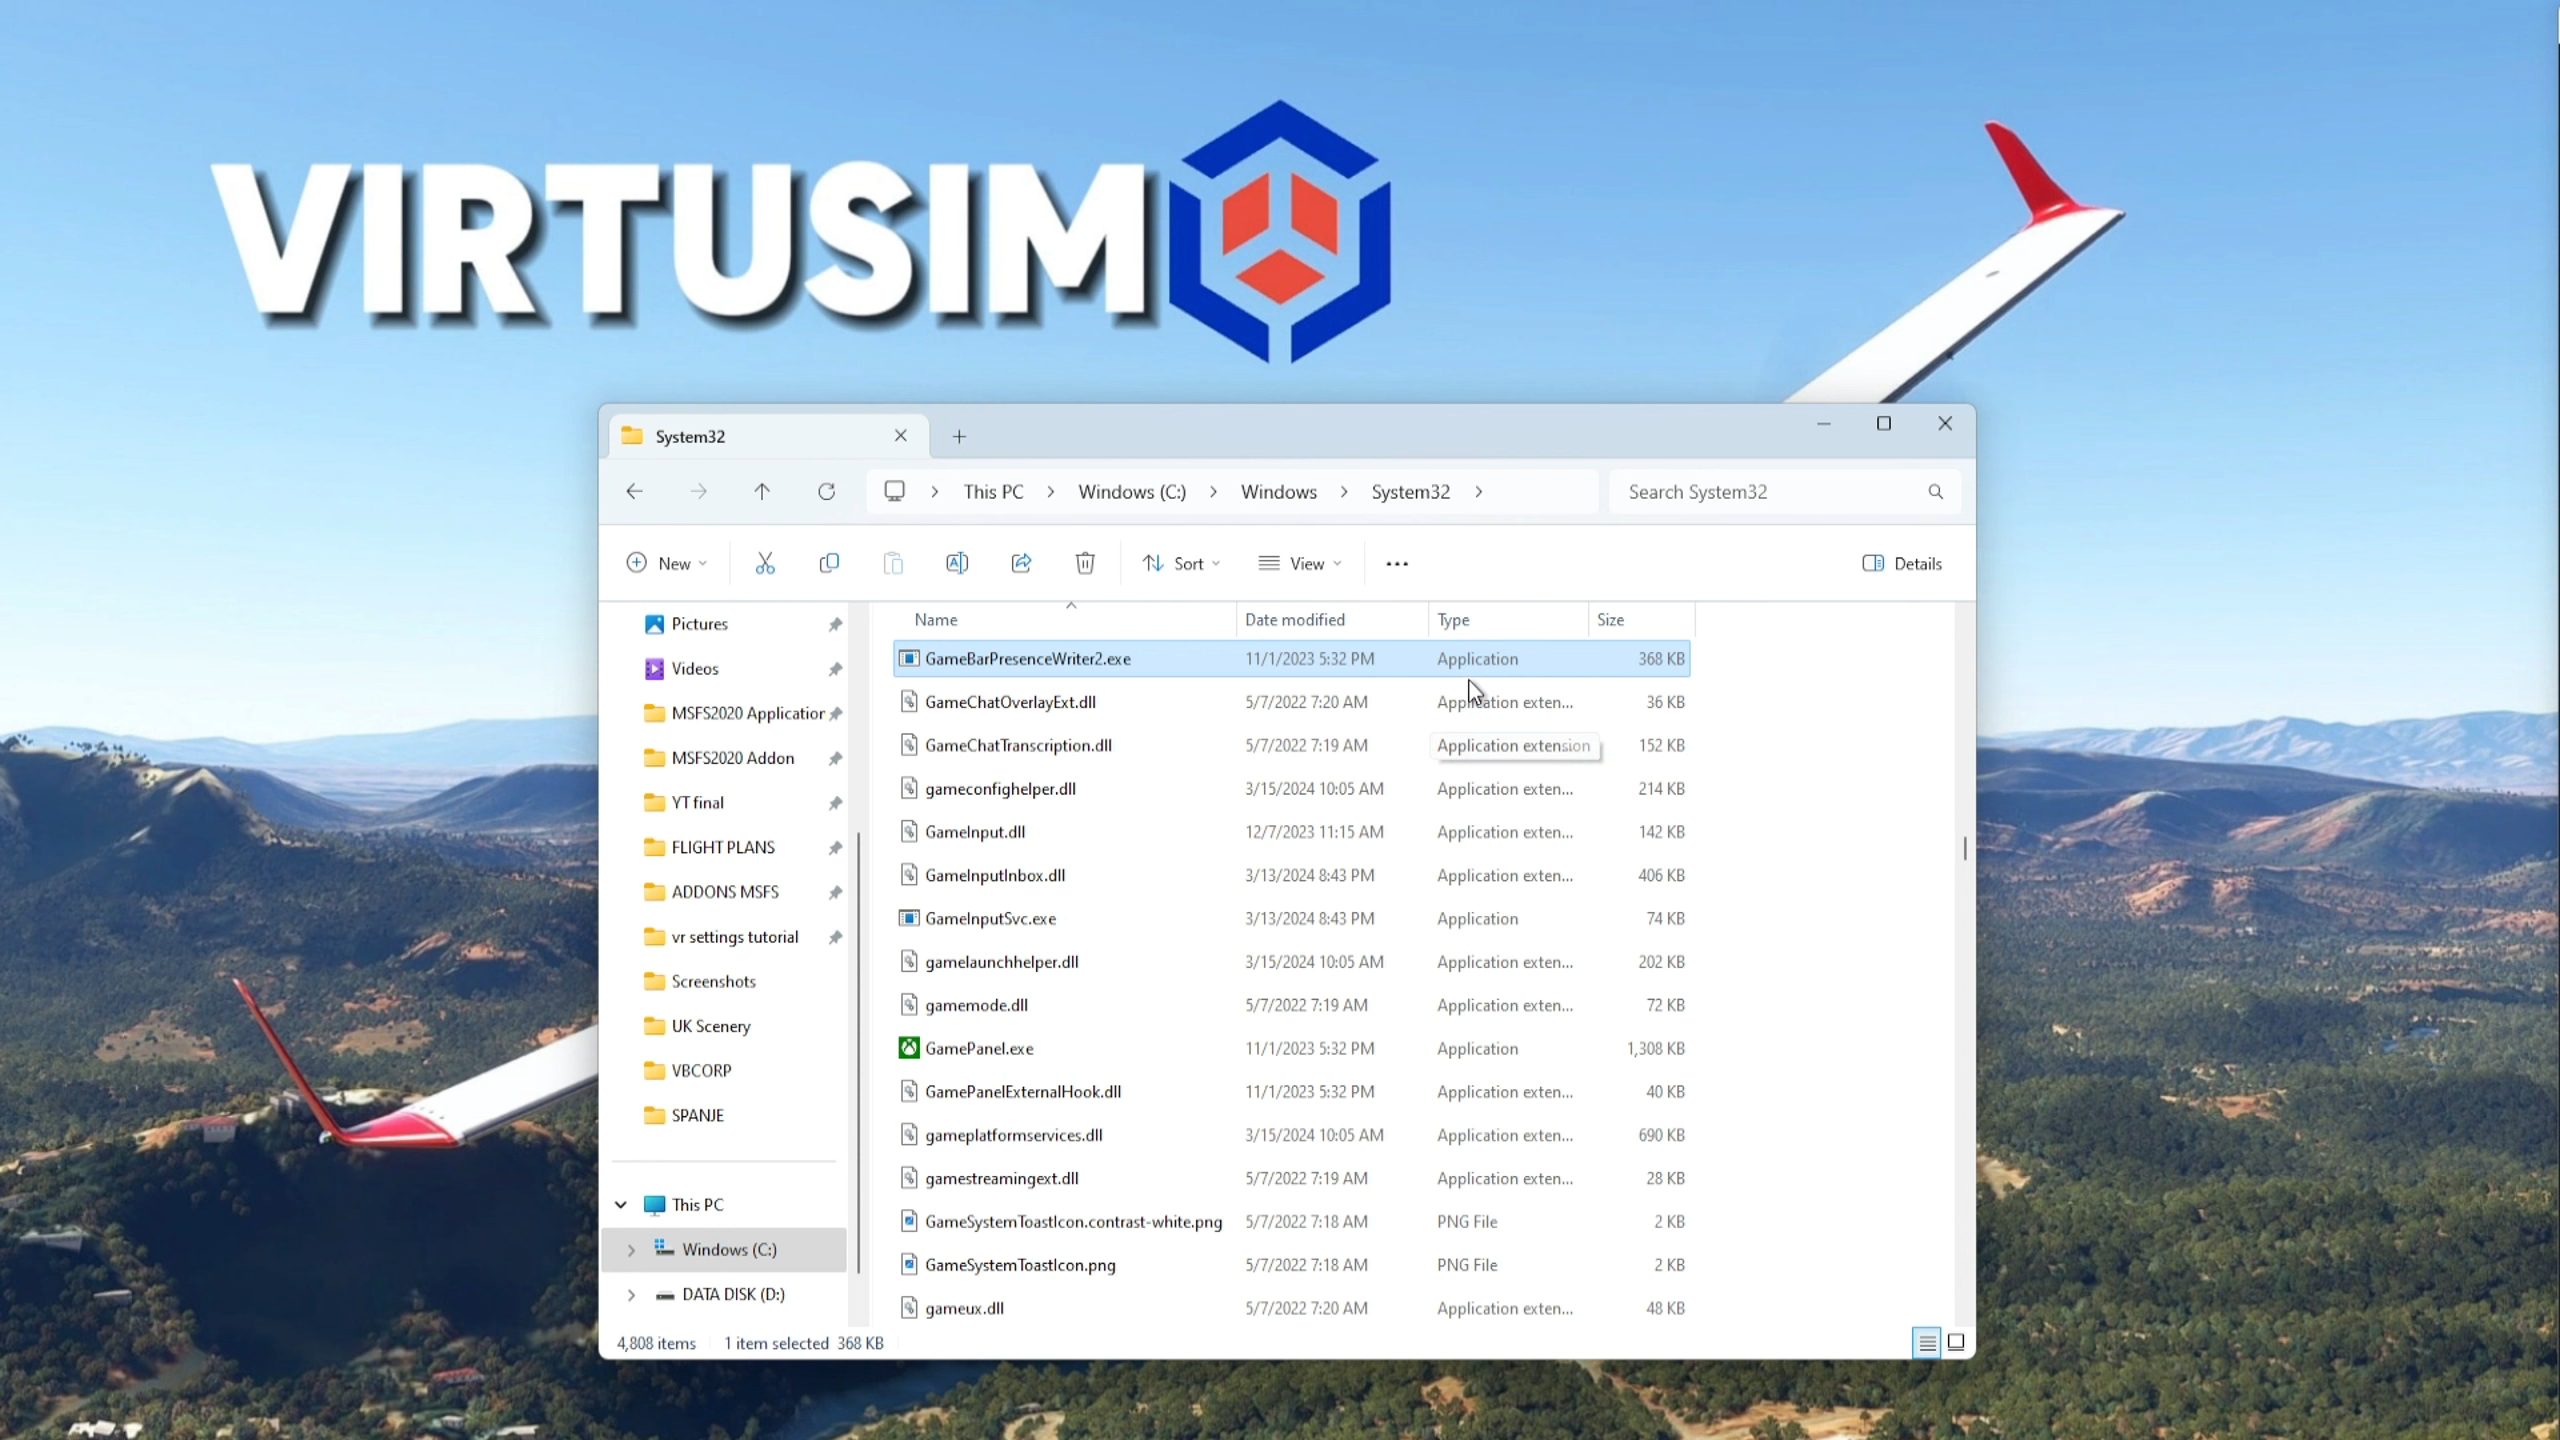 VIRTUSIM
System32
This PC Windows (C:) Windows System32 Search System32
New Sort View Details
Name Date modified Type Size
Pictures
Videos
MSFS2020 Application
MSFS2020 Addon
YT final
FLIGHT PLANS
ADDONS MSFS
vr settings tutorial
Screenshots
UK Scenery
VBCORP
SPANJE
This PC
Windows (C:)
DATA DISK (D:)
GameBarPresenceWriter2.exe 11/1/2023 5:32 PM Application 368 KB
GameChatOverlayExt.dll 5/7/2022 7:20 AM Application exten... 36 KB
GameChatTranscription.dll 5/7/2022 7:19 AM Application extension 152 KB
gameconfighelper.dll 3/15/2024 10:05 AM Application exten... 214 KB
GameInput.dll 12/7/2023 11:15 AM Application exten... 142 KB
GameInputInbox.dll 3/13/2024 8:43 PM Application exten... 406 KB
GameInputSvc.exe 3/13/2024 8:43 PM Application 74 KB
gamelaunchhelper.dll 3/15/2024 10:05 AM Application exten... 202 KB
gamemode.dll 5/7/2022 7:19 AM Application exten... 72 KB
GamePanel.exe 11/1/2023 5:32 PM Application 1,308 KB
GamePanelExternalHook.dll 11/1/2023 5:32 PM Application exten... 40 KB
gameplatformservices.dll 3/15/2024 10:05 AM Application exten... 690 KB
gamestreamingext.dll 5/7/2022 7:19 AM Application exten... 28 KB
GameSystemToastIcon.contrast-white.png 5/7/2022 7:18 AM PNG File 2 KB
GameSystemToastIcon.png 5/7/2022 7:18 AM PNG File 2 KB
gameux.dll 5/7/2022 7:20 AM Application exten... 48 KB
4,808 items 1 item selected 368 KB